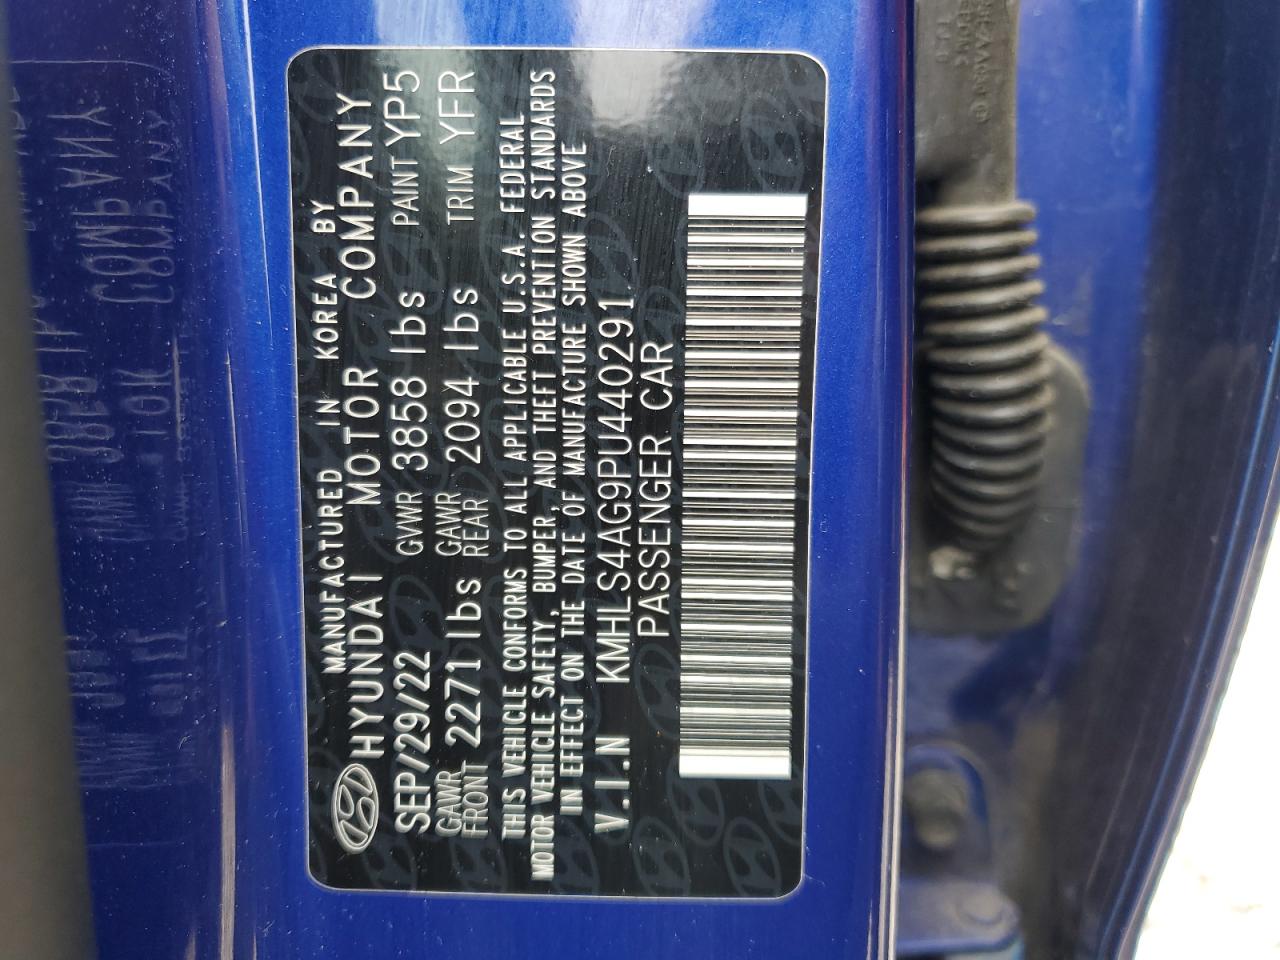 MANUFACTURED IN KOREA BY
HYUNDAI MOTOR COMPANY
SEP/29/22 GVWR 3858 lbs PAINT YP5
GAWR FRONT 2271 lbs GAWR REAR 2094 lbs TRIM YFR
THIS VEHICLE CONFORMS TO ALL APPLICABLE U.S.A. FEDERAL
MOTOR VEHICLE SAFETY, BUMPER, AND THEFT PREVENTION STANDARDS
IN EFFECT ON THE DATE OF MANUFACTURE SHOWN ABOVE
V.I.N KMHLS4AG9PU440291
PASSENGER CAR